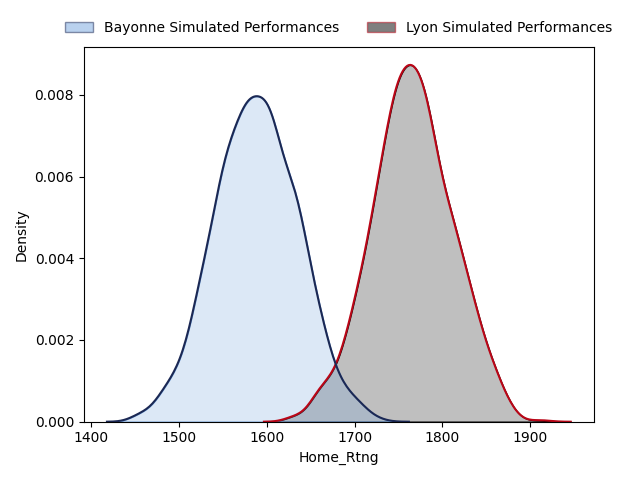 Bayonne Simulated Performances
Lyon Simulated Performances
0.008
0.006
0.004
0.002
0.000
Density
1400 1500 1600 1700 1800 1900
Home_Rtng